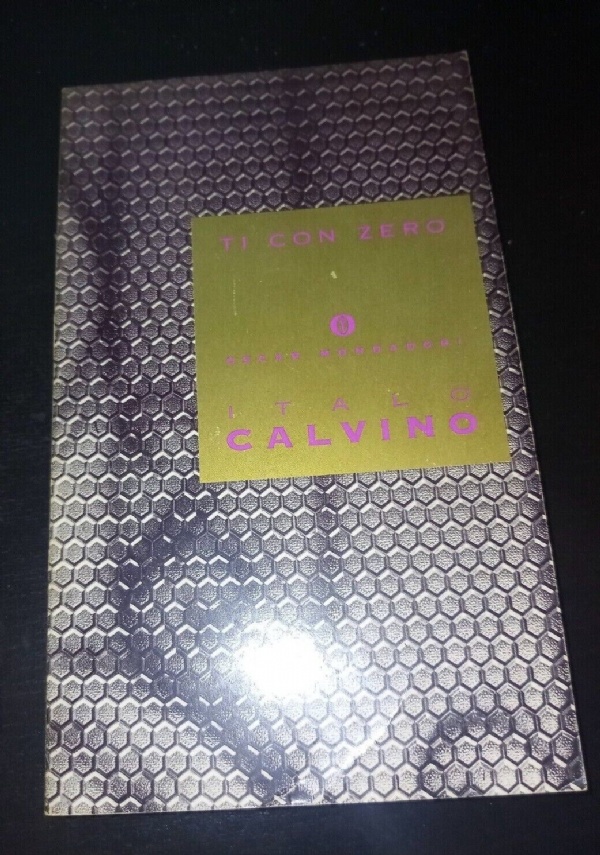 TI CON ZERO
OSCAR MONDADORI
ITALO
CALVINO